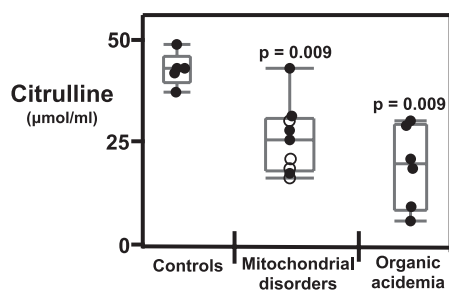 50
p = 0.009
Citrulline
p = 0.009
(μmol/ml)
25
0
Controls
Mitochondrial
disorders
Organic
acidemia